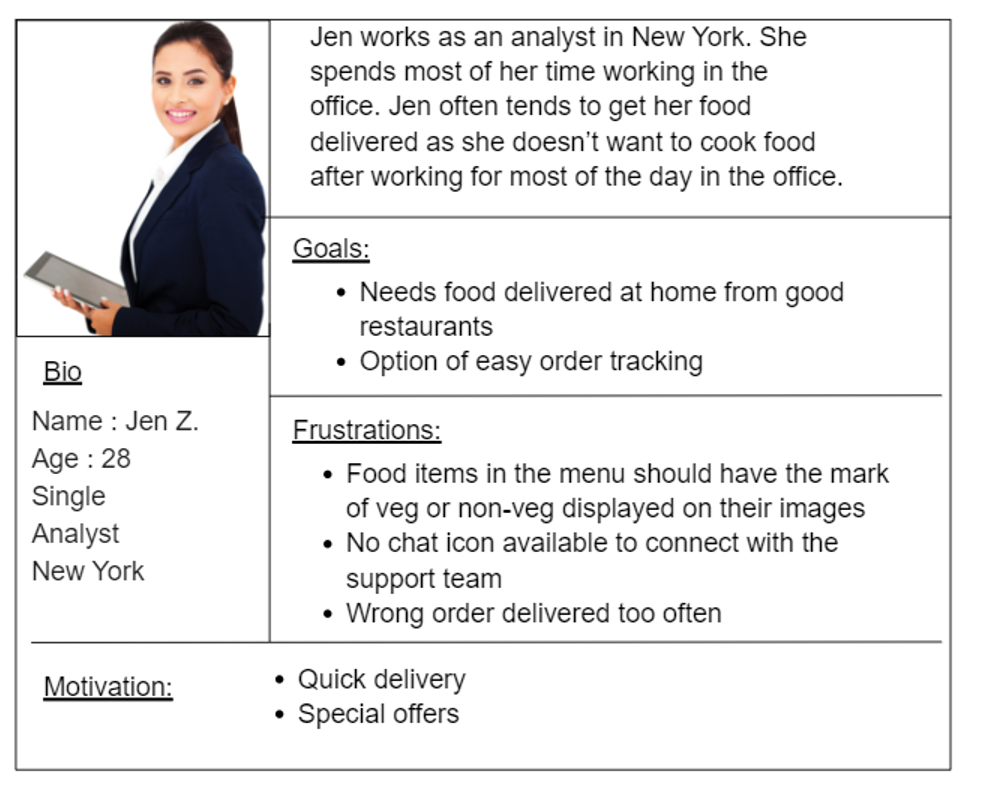 Jen works as an analyst in New York. She
spends most of her time working in the
office. Jen often tends to get her food
delivered as she doesn’t want to cook food
after working for most of the day in the office.
Goals:
• Needs food delivered at home from good
restaurants
• Option of easy order tracking
Bio
Name : Jen Z.
Age : 28
Single
Analyst
New York
Frustrations:
• Food items in the menu should have the mark
of veg or non-veg displayed on their images
• No chat icon available to connect with the
support team
• Wrong order delivered too often
Motivation:
• Quick delivery
• Special offers